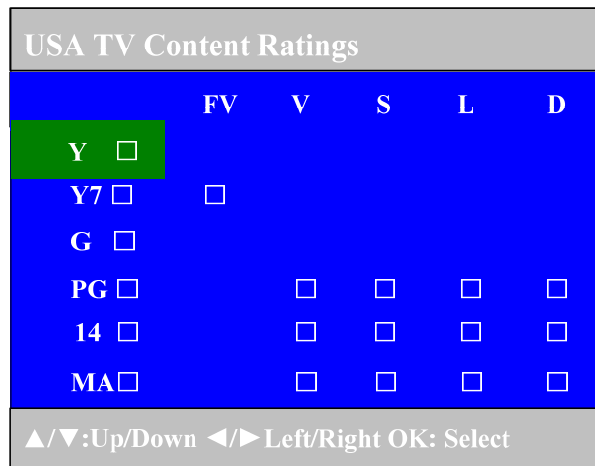 USA TV Content Ratings
FV V S L D
Y □
Y7 □ □
G □
PG □ □ □ □ □
14 □ □ □ □ □
MA □ □ □ □ □
▲/▼:Up/Down ◄/► Left/Right OK: Select